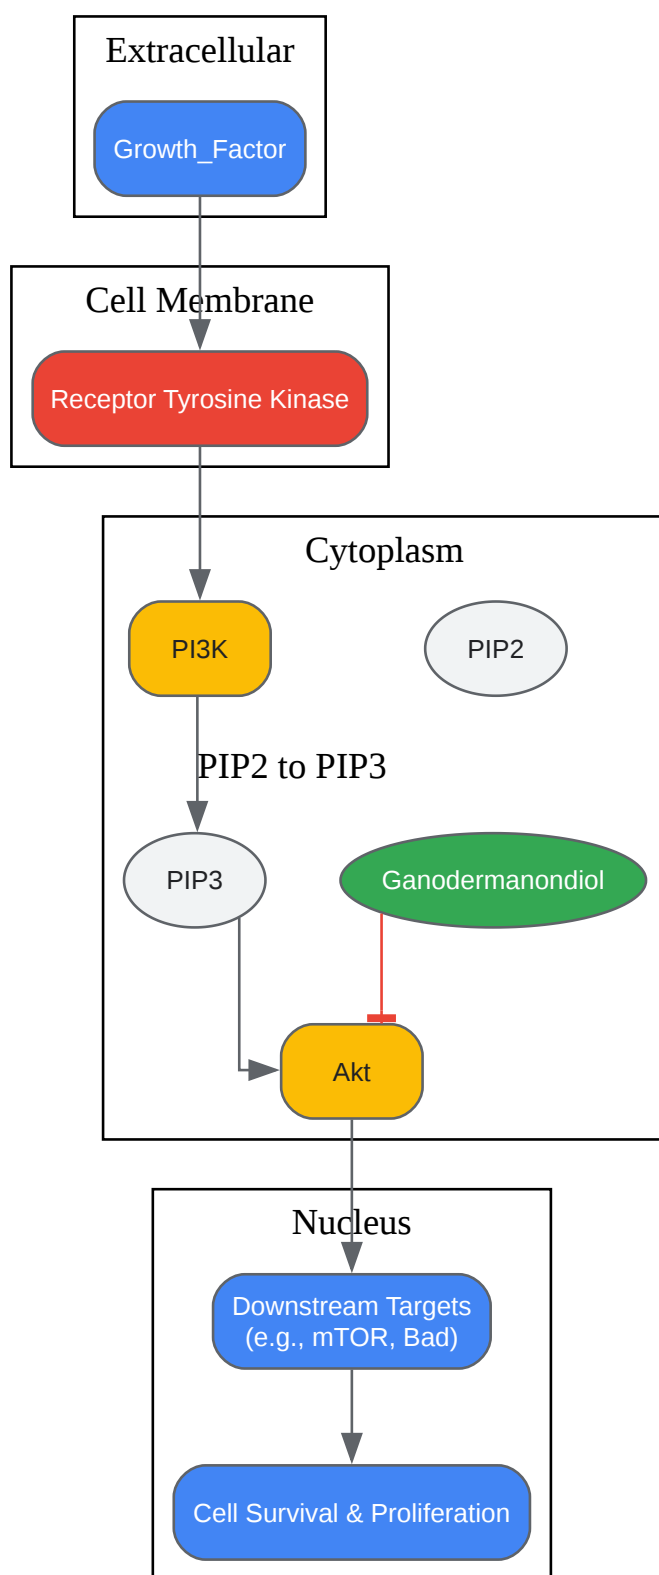 Extracellular
Growth_Factor
Cell Membrane
Receptor Tyrosine Kinase
Cytoplasm
PI3K
PIP2
PIP2 to PIP3
PIP3
Ganodermanondiol
Akt
Nucleus
Downstream Targets
(e.g., mTOR, Bad)
Cell Survival & Proliferation